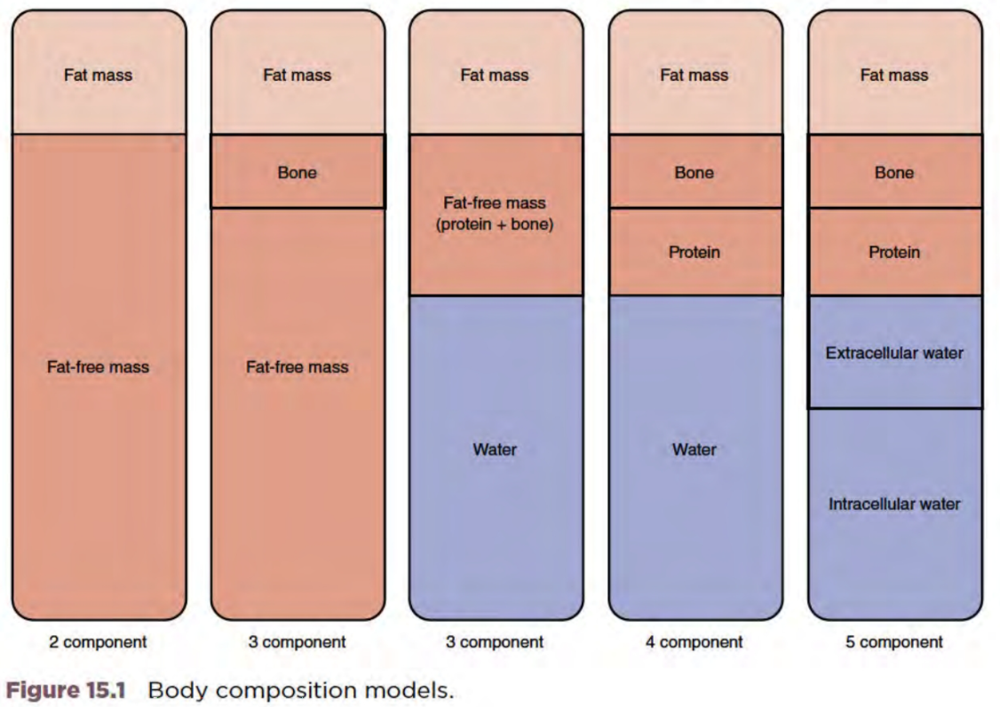 Fat mass
Fat-free mass
2 component
Fat mass
Bone
Fat-free mass
3 component
Fat mass
Fat-free mass
(protein + bone)
Water
3 component
Fat mass
Bone
Protein
Water
4 component
Fat mass
Bone
Protein
Extracellular water
Intracellular water
5 component
Figure 15.1 Body composition models.